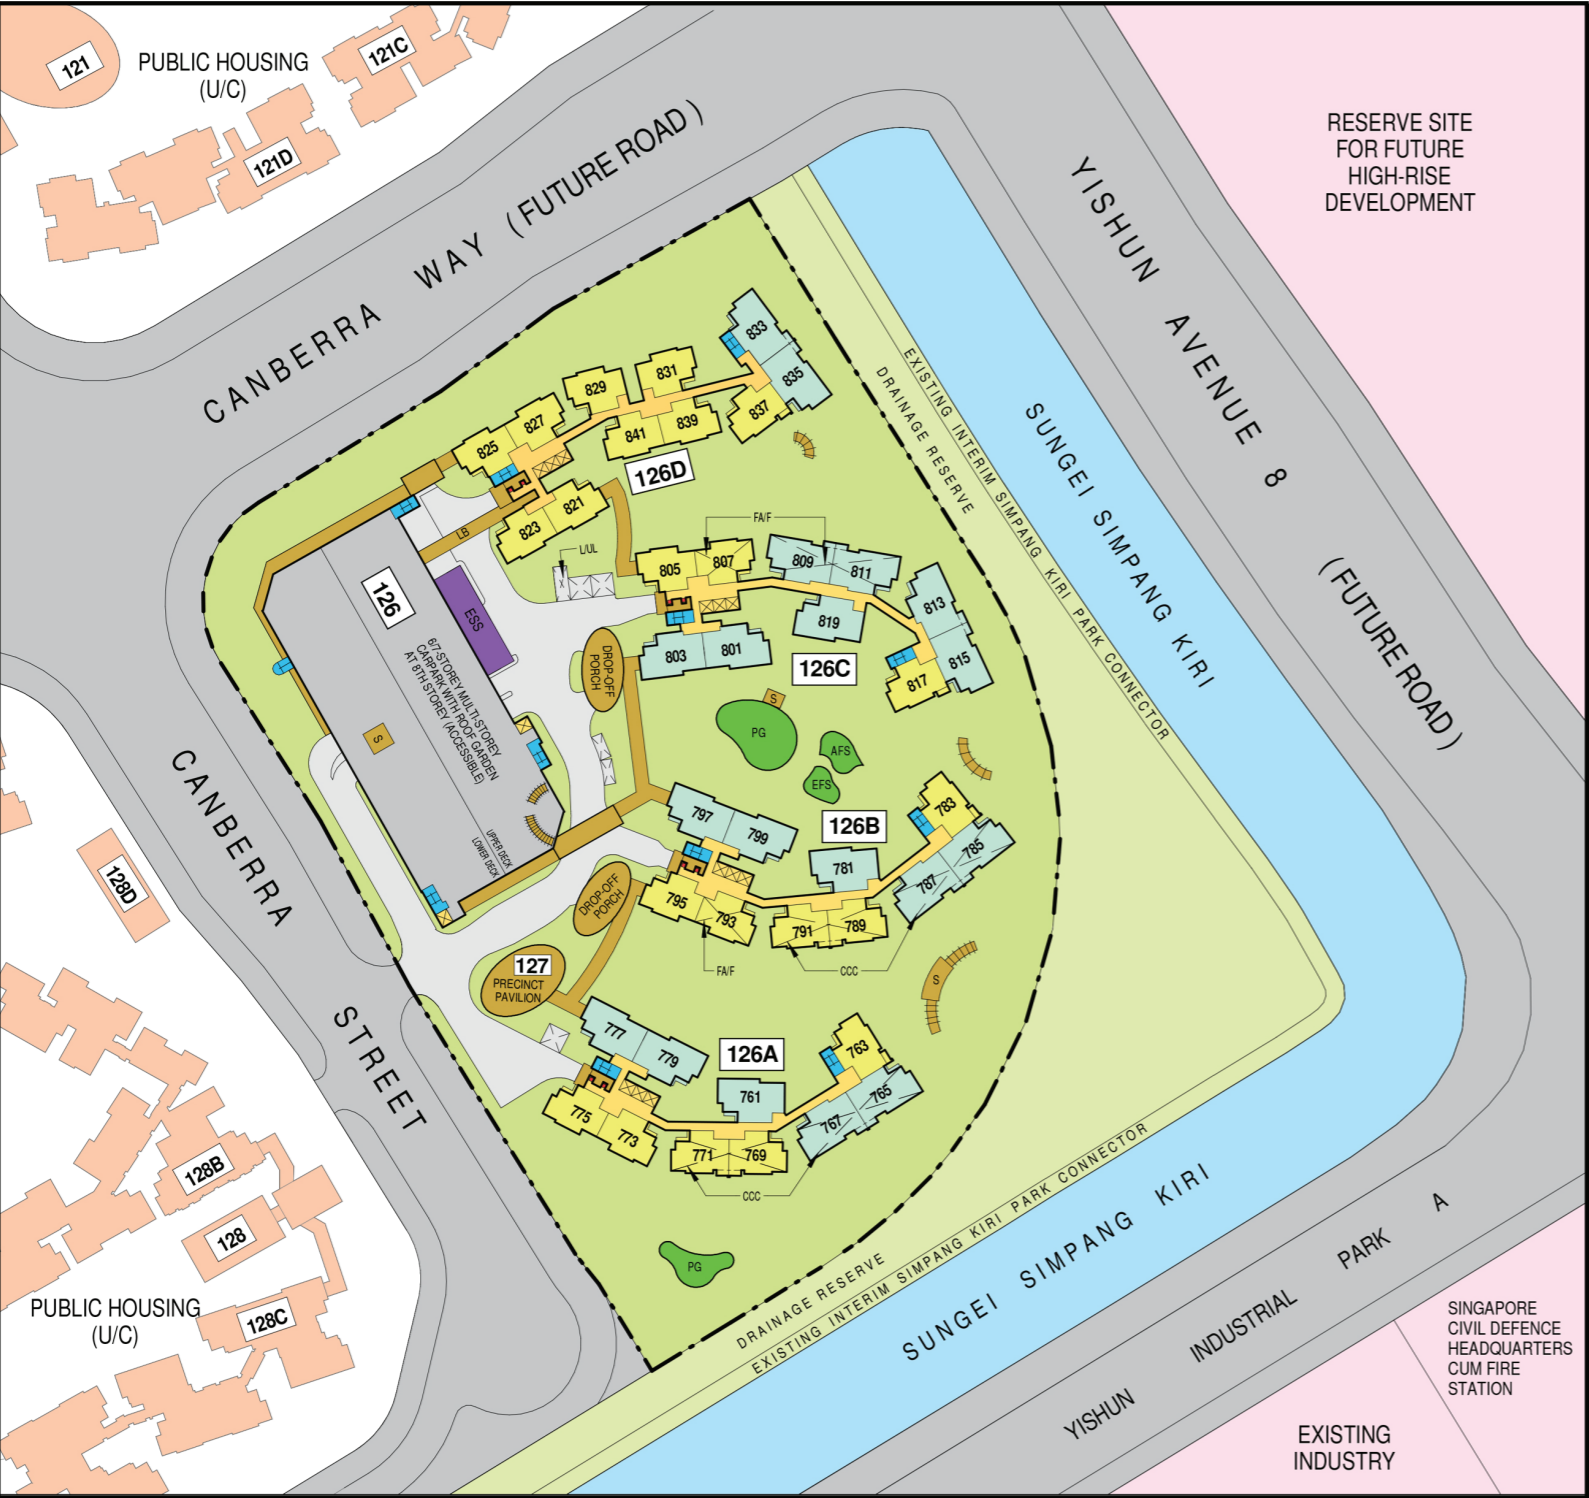 121
PUBLIC HOUSING
(U/C)
121C
121D
CANBERRA WAY (FUTURE ROAD)
RESERVE SITE
FOR FUTURE
HIGH-RISE
DEVELOPMENT
YISHUN AVENUE 8 (FUTURE ROAD)
SUNGEI SIMPANG KIRI
EXISTING INTERIM SIMPANG KIRI PARK CONNECTOR
DRAINAGE RESERVE
833
835
837
831
829
827
825
841
839
126D
821
823
LB
L/UL
FA/F
805
807
809
811
813
815
817
819
803
801
126C
126
ESS
6/7-STOREY MULTI-STOREY
CARPARK WITH ROOF GARDEN
AT 8TH STOREY (ACCESSIBLE)
S
UPPER DECK
LOWER DECK
DROP-OFF
PORCH
S
PG
AFS
EFS
797
799
126B
783
785
787
781
795
793
791
789
FA/F
CCC
DROP-OFF
PORCH
127
PRECINCT
PAVILION
S
777
779
126A
763
765
767
761
775
773
771
769
CCC
PG
CANBERRA STREET
128D
128B
128
PUBLIC HOUSING
(U/C)
128C
DRAINAGE RESERVE
EXISTING INTERIM SIMPANG KIRI PARK CONNECTOR
SUNGEI SIMPANG KIRI
YISHUN INDUSTRIAL PARK A
SINGAPORE
CIVIL DEFENCE
HEADQUARTERS
CUM FIRE
STATION
EXISTING
INDUSTRY